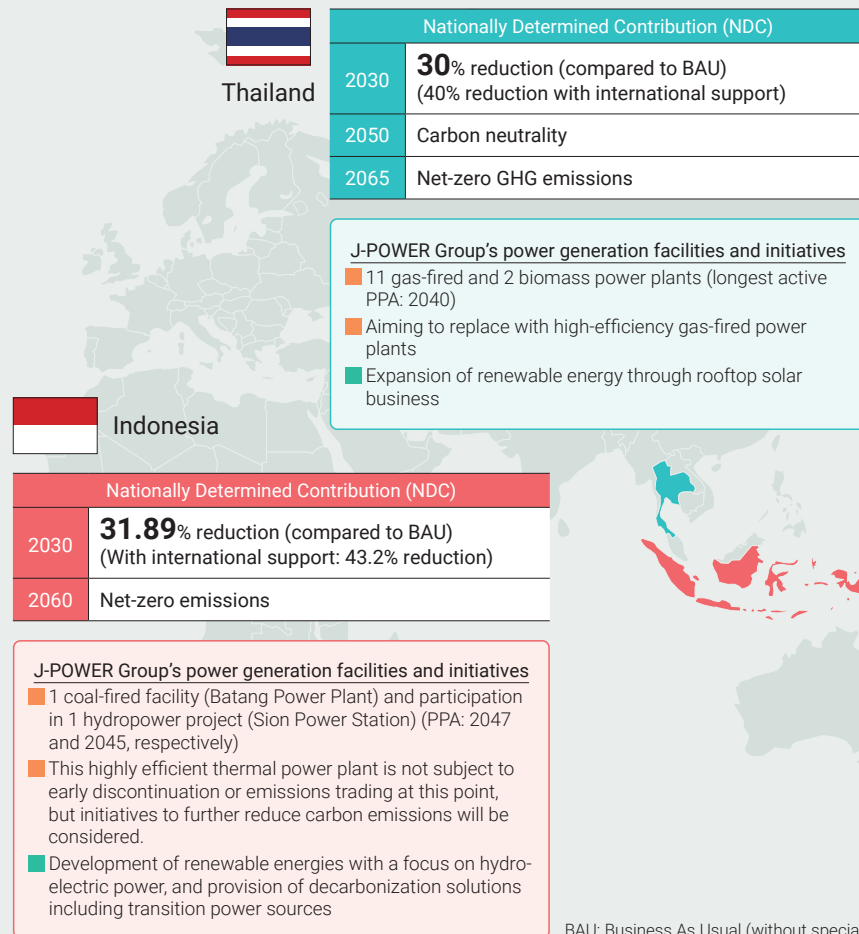 Thailand
Nationally Determined Contribution (NDC)
2030
30% reduction (compared to BAU)
(40% reduction with international support)
2050
Carbon neutrality
2065
Net-zero GHG emissions
J-POWER Group's power generation facilities and initiatives
11 gas-fired and 2 biomass power plants (longest active
PPA: 2040)
Aiming to replace with high-efficiency gas-fired power
plants
Expansion of renewable energy through rooftop solar
business
Indonesia
Nationally Determined Contribution (NDC)
2030
31.89% reduction (compared to BAU)
(With international support: 43.2% reduction)
2060
Net-zero emissions
J-POWER Group's power generation facilities and initiatives
1 coal-fired facility (Batang Power Plant) and participation
in 1 hydropower project (Sion Power Station) (PPA: 2047
and 2045, respectively)
This highly efficient thermal power plant is not subject to
early discontinuation or emissions trading at this point,
but initiatives to further reduce carbon emissions will be
considered.
Development of renewable energies with a focus on hydro-
electric power, and provision of decarbonization solutions
including transition power sources
BAU: Business As Usual (without specia